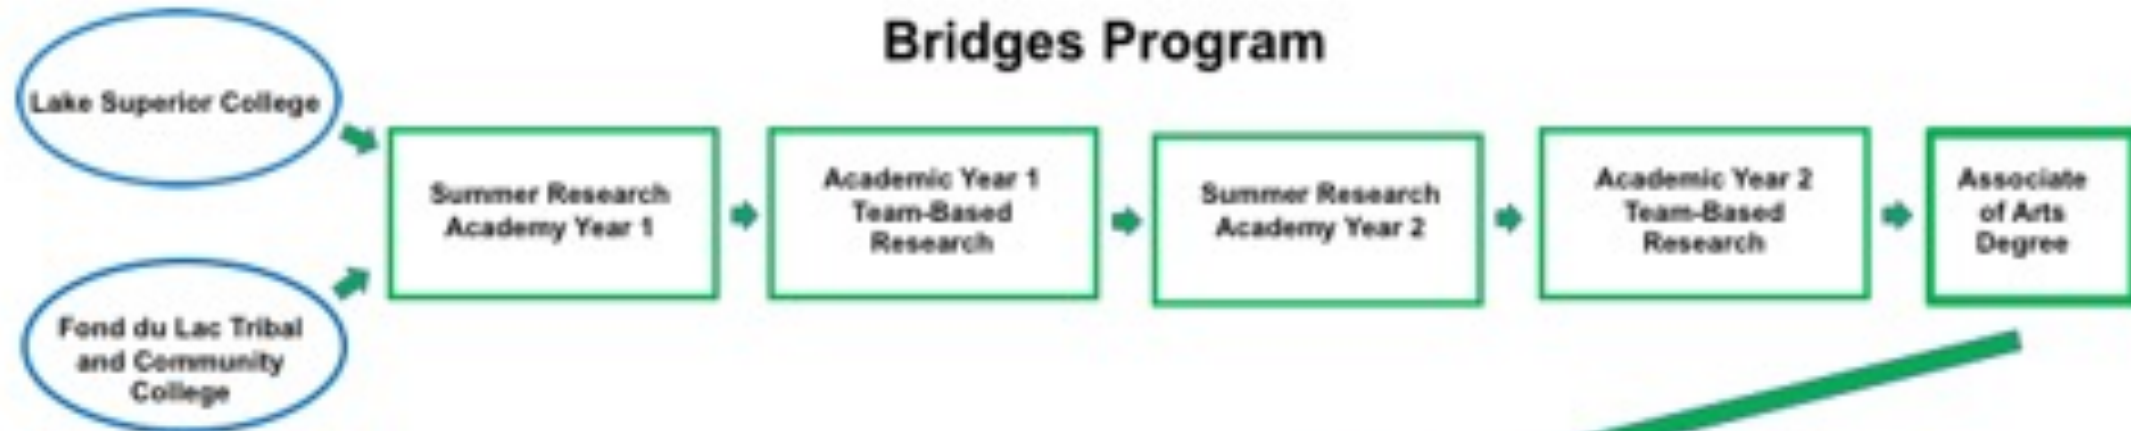 Bridges Program
Lake Superior College
Fond du Lac Tribal
and Community
College
Summer Research
Academy Year 1
Academic Year 1
Team-Based
Research
Summer Research
Academy Year 2
Academic Year 2
Team-Based
Research
Associate
of Arts
Degree